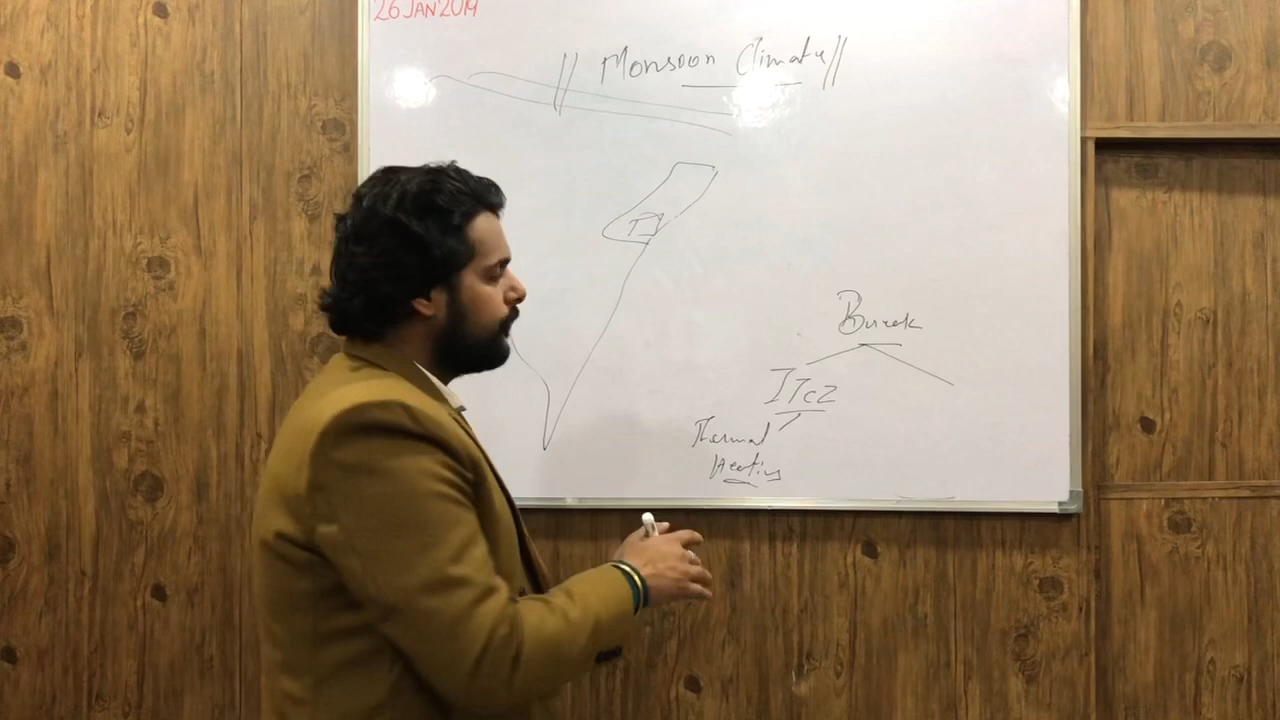 26 JAN 2019
|| Monsoon Climate ||
T
Burst
ITCZ
Thermal
Heating